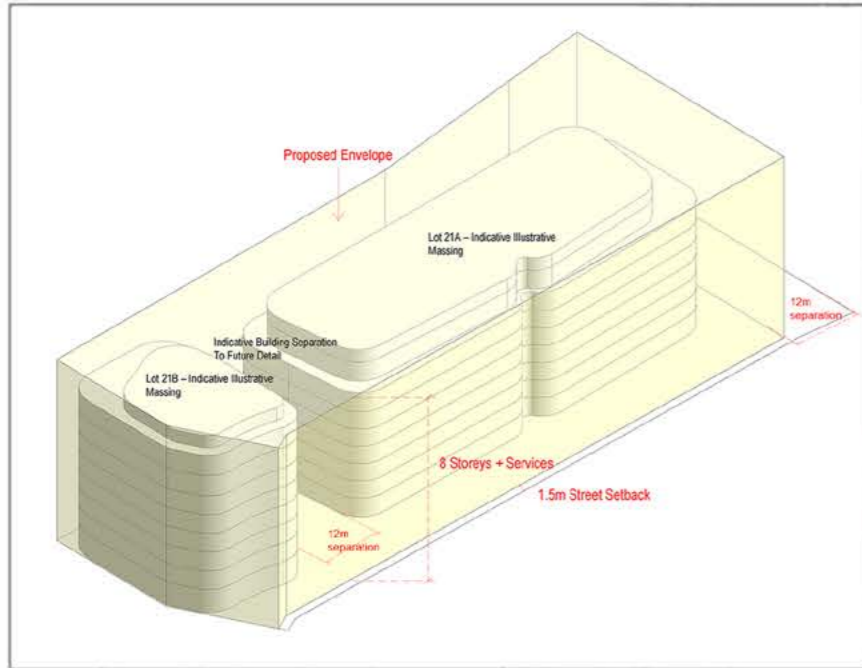 Proposed Envelope
Lot 21A – Indicative Illustrative
Massing
12m
separation
Indicative Building Separation
To Future Detail
Lot 21B – Indicative Illustrative
Massing
8 Storeys + Services
1.5m Street Setback
12m
separation